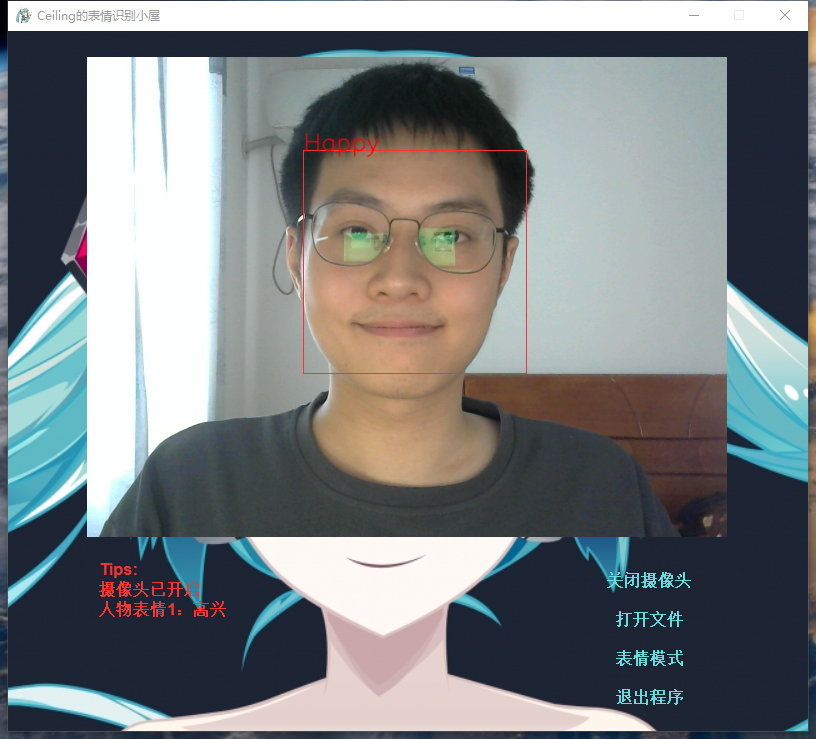 Ceiling的表情识别小屋
Happy
Tips:
摄像头已开启
人物表情1：高兴
关闭摄像头
打开文件
表情模式
退出程序